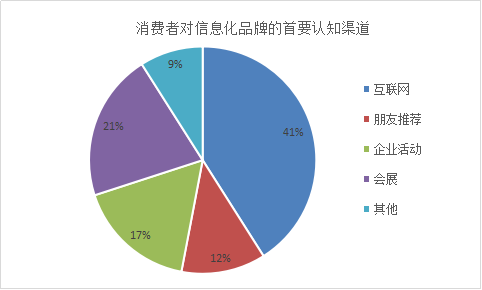 消费者对信息化品牌的首要认知渠道
9%
41%
21%
17%
12%
互联网
朋友推荐
企业活动
会展
其他